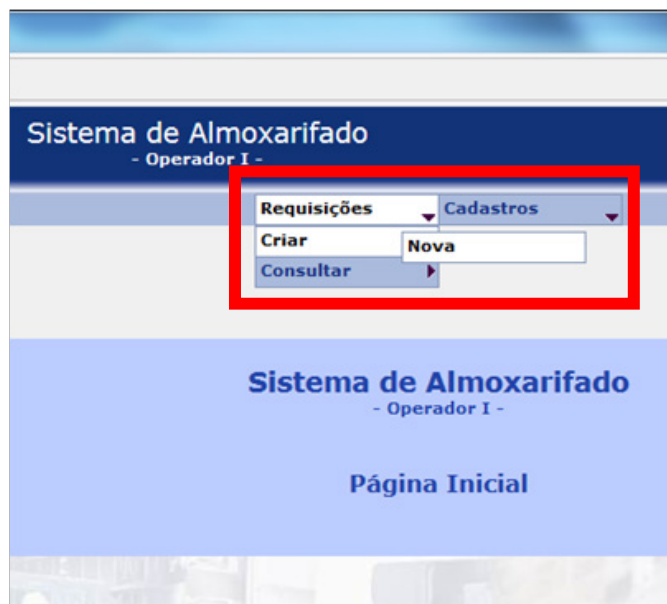 Sistema de Almoxarifado
- Operador I -
Requisições Cadastros
Criar Nova
Consultar
Sistema de Almoxarifado
- Operador I -
Página Inicial